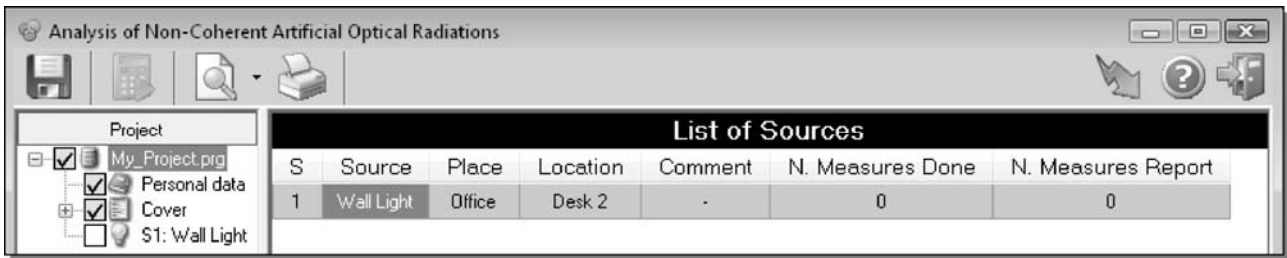 Analysis of Non-Coherent Artificial Optical Radiations
?
Project
My_Project.prg
Personal data
Cover
S1: Wall Light
List of Sources
S Source Place Location Comment N. Measures Done N. Measures Report
1 Wall Light Office Desk 2 - 0 0